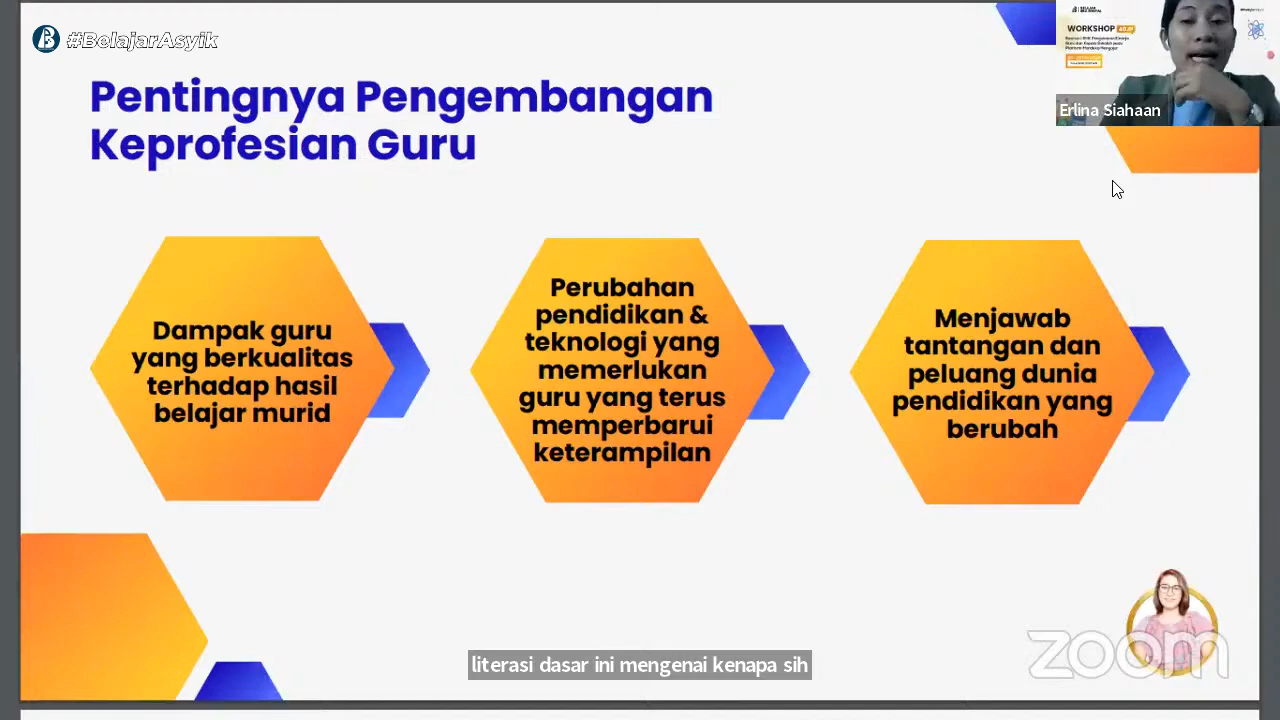 #BelajarAsyik
Pentingnya Pengembangan
Keprofesian Guru
WORKSHOP
Erlina Siahaan
Dampak guru
yang berkualitas
terhadap hasil
belajar murid
Perubahan
pendidikan &
teknologi yang
memerlukan
guru yang terus
memperbarui
keterampilan
Menjawab
tantangan dan
peluang dunia
pendidikan yang
berubah
literasi dasar ini mengenai kenapa sih
zoom